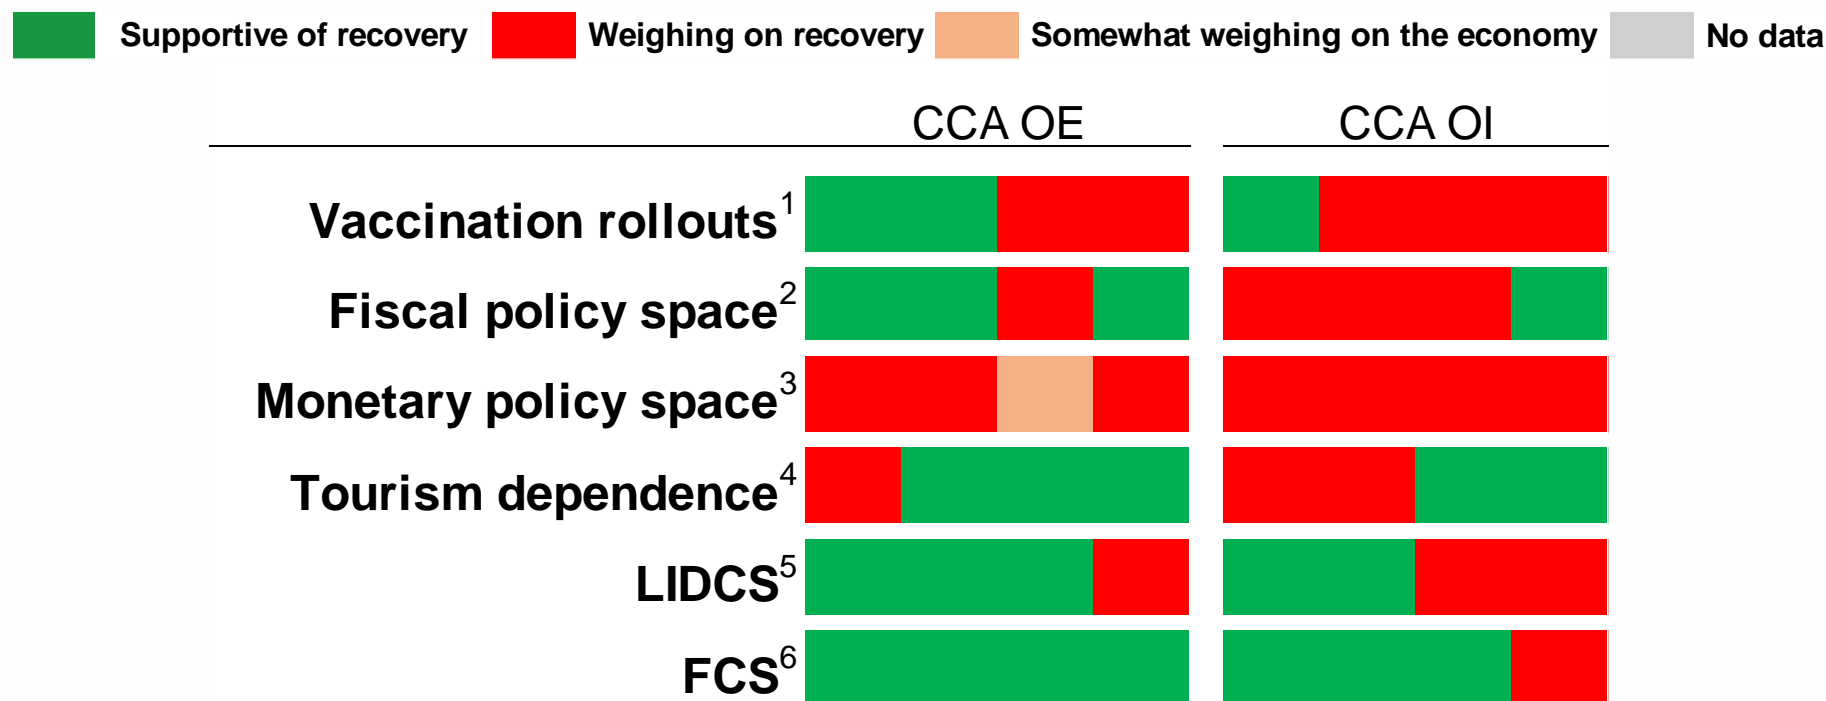 Supportive of recovery Weighing on recovery Somewhat weighing on the economy No data
CCA OE CCA OI
Vaccination rollouts1
Fiscal policy space2
Monetary policy space3
Tourism dependence4
LIDCS5
FCS6